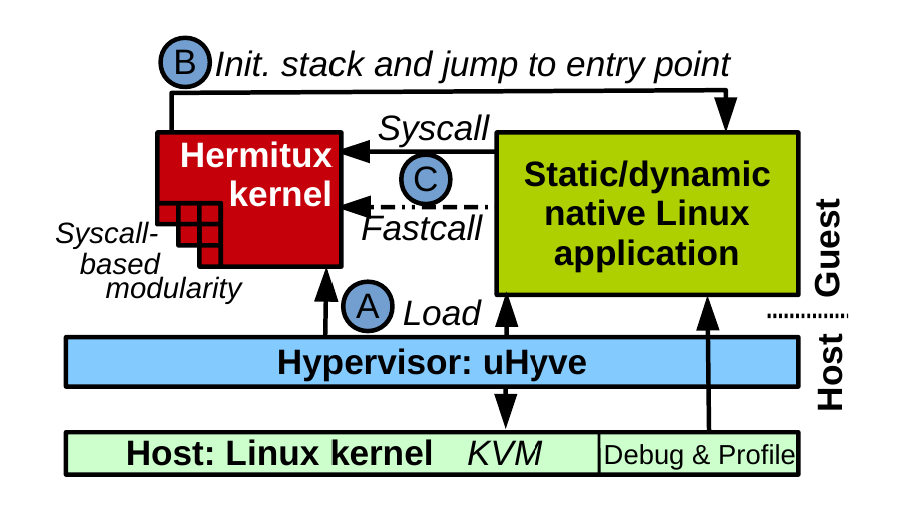 B
Init. stack and jump to entry point
Syscall
Hermitux
kernel
C
Fastcall
Static/dynamic
native Linux
application
Syscall-
based
modularity
A
Load
Guest
Host
Hypervisor: uHyve
Host: Linux kernel KVM
Debug & Profile